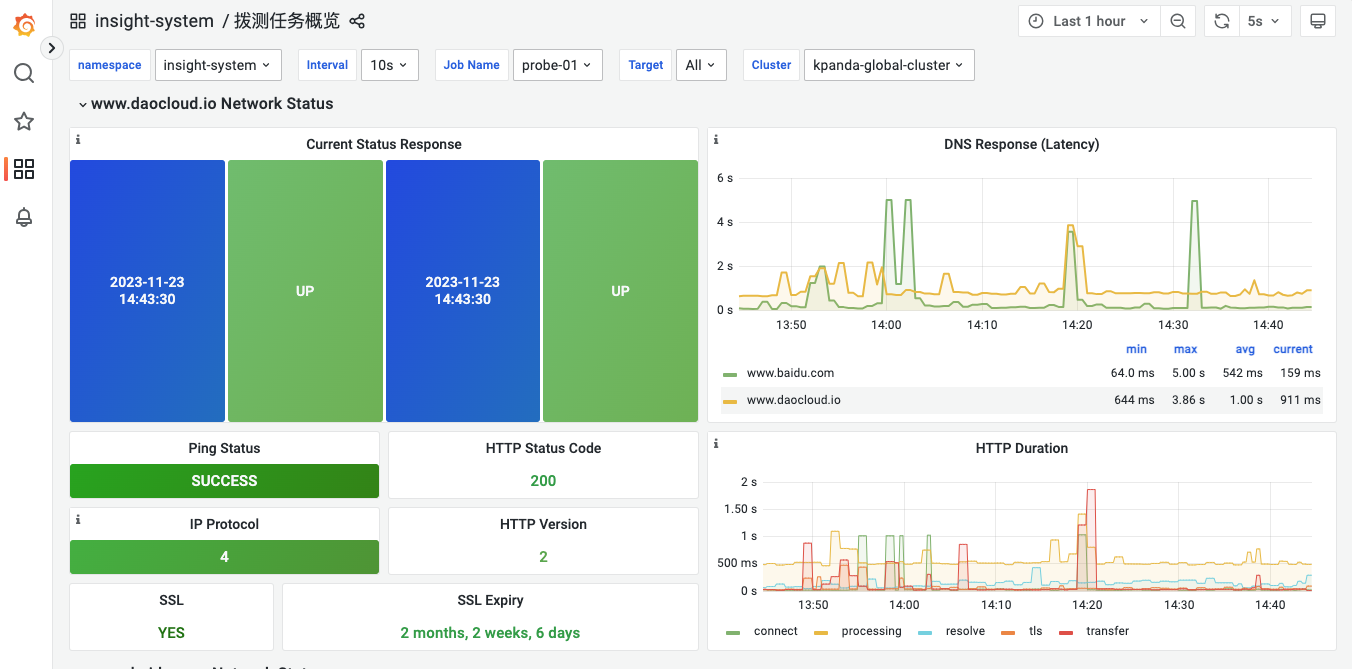 insight-system / 拨测任务概览
Last 1 hour
5s
namespace insight-system
Interval 10s
Job Name probe-01
Target All
Cluster kpanda-global-cluster
www.daocloud.io Network Status
Current Status Response
2023-11-23
14:43:30
UP
2023-11-23
14:43:30
UP
DNS Response (Latency)
6 s
4 s
2 s
0 s
13:50 14:00 14:10 14:20 14:30 14:40
min max avg current
www.baidu.com 64.0 ms 5.00 s 542 ms 159 ms
www.daocloud.io 644 ms 3.86 s 1.00 s 911 ms
Ping Status
SUCCESS
HTTP Status Code
200
IP Protocol
4
HTTP Version
2
SSL
YES
SSL Expiry
2 months, 2 weeks, 6 days
HTTP Duration
2 s
1.50 s
1 s
500 ms
0 s
13:50 14:00 14:10 14:20 14:30 14:40
connect processing resolve tls transfer